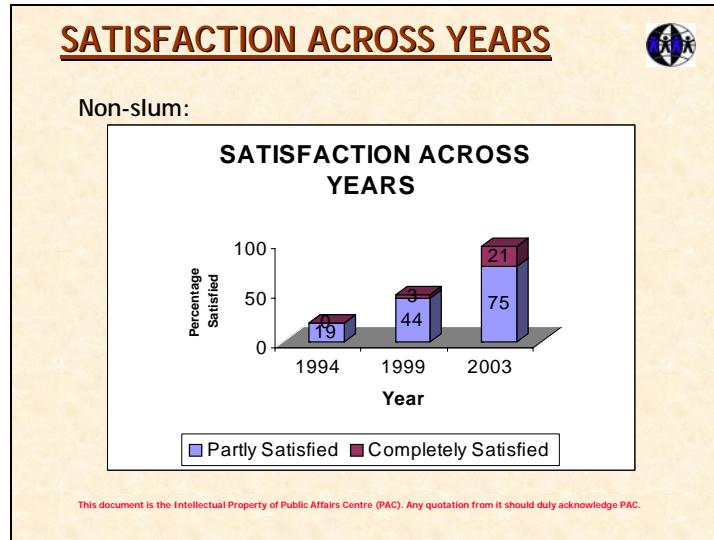 SATISFACTION ACROSS YEARS
Non-slum:
SATISFACTION ACROSS
YEARS
Percentage
Satisfied
100
50
0
0
19
3
44
21
75
1994 1999 2003
Year
Partly Satisfied Completely Satisfied
This document is the Intellectual Property of Public Affairs Centre (PAC). Any quotation from it should duly acknowledge PAC.